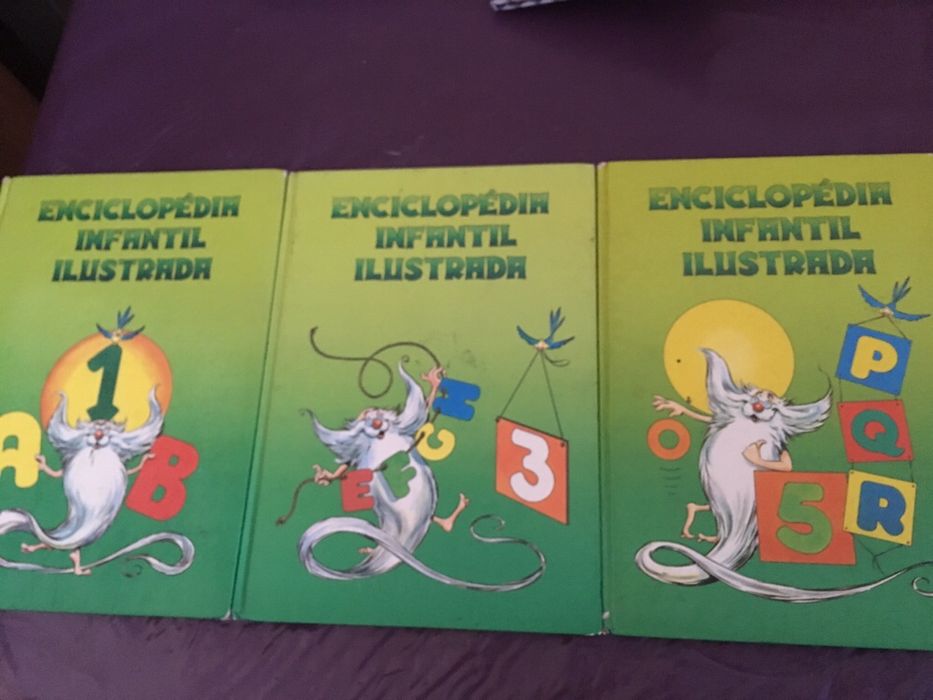 ENCICLOPÉDIA
INFANTIL
ILUSTRADA
1
A B
ENCICLOPÉDIA
INFANTIL
ILUSTRADA
H
G
E F
3
ENCICLOPÉDIA
INFANTIL
ILUSTRADA
P
O Q
5 R